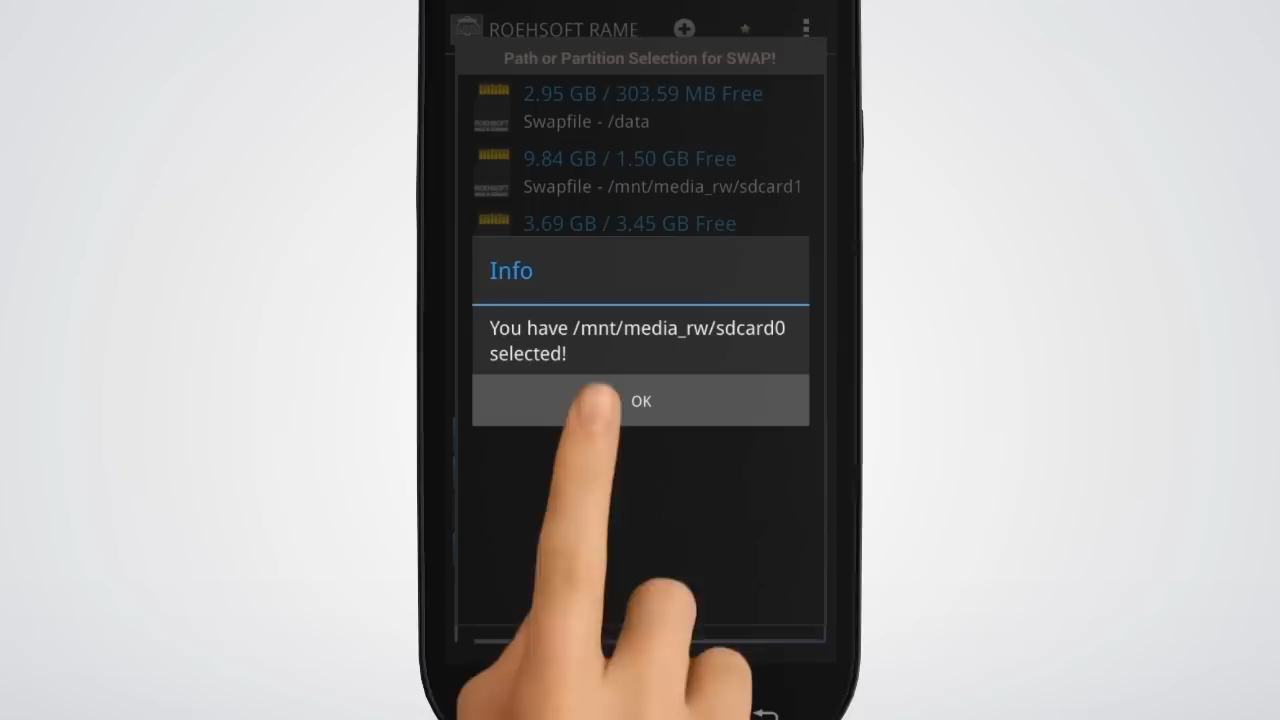 ROEHSOFT RAME
Path or Partition Selection for SWAP!
2.95 GB / 303.59 MB Free
Swapfile - /data
9.84 GB / 1.50 GB Free
Swapfile - /mnt/media_rw/sdcard1
3.69 GB / 3.45 GB Free
Info
You have /mnt/media_rw/sdcard0
selected!
OK